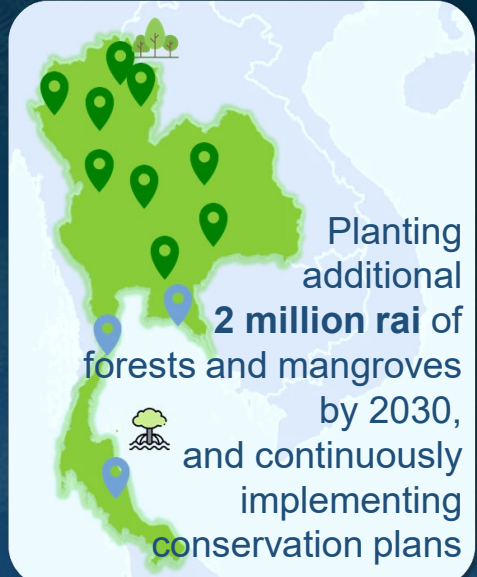 Planting
additional
2 million rai of
forests and mangroves
by 2030,
and continuously
implementing
conservation plans